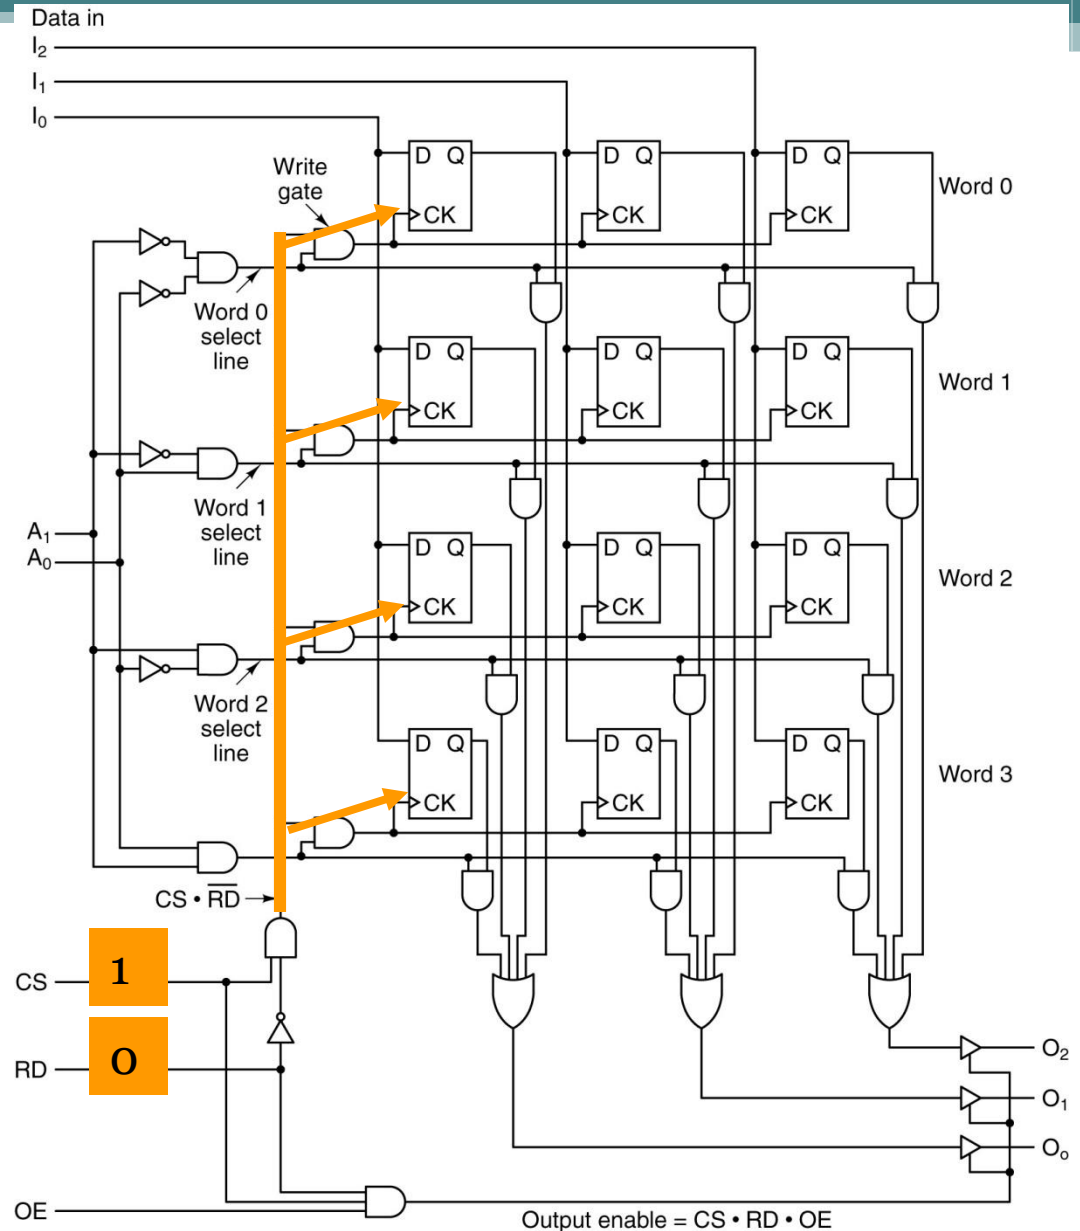 Data in
I₂
I₁
I₀
Write
gate
D Q
CK
D Q
CK
D Q
CK
Word 0
Word 0
select
line
D Q
CK
D Q
CK
D Q
CK
Word 1
Word 1
select
line
A₁
A₀
D Q
CK
D Q
CK
D Q
CK
Word 2
Word 2
select
line
D Q
CK
D Q
CK
D Q
CK
Word 3
CS • R̅D̅
CS
1
RD
0
OE
O₂
O₁
Oₒ
Output enable = CS • RD • OE